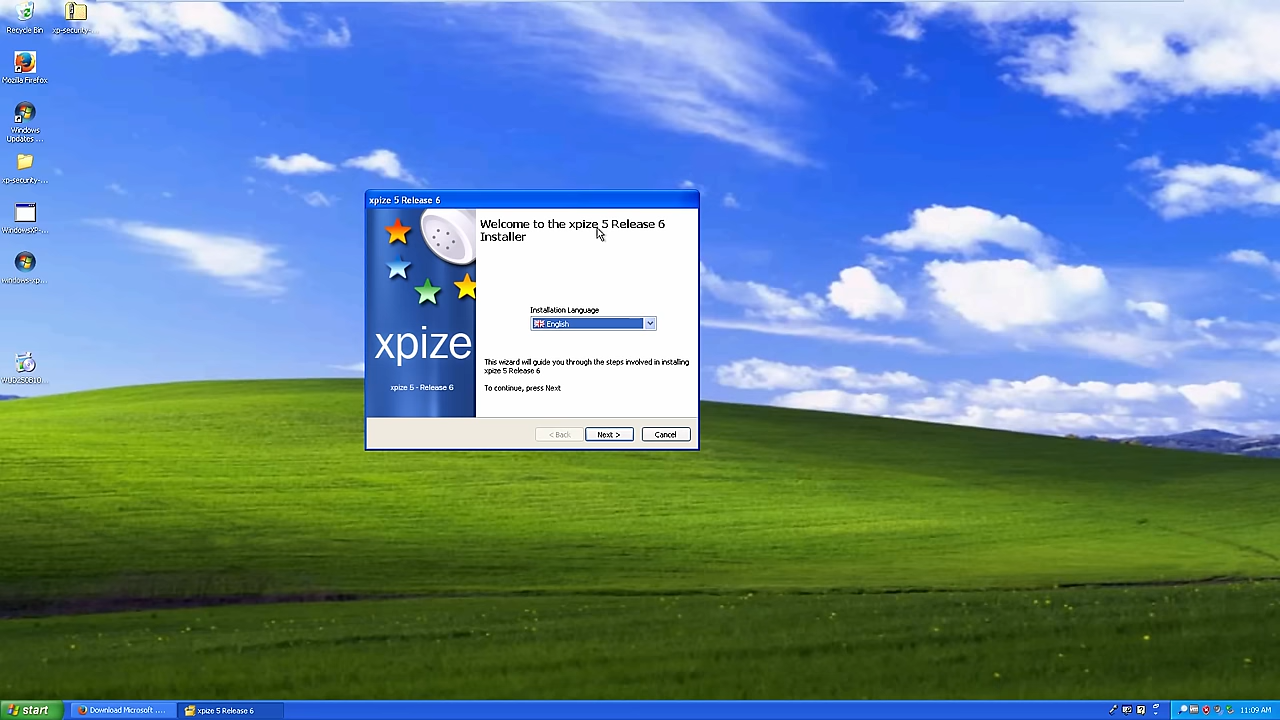 Recycle Bin
xp-security-...
Mozilla Firefox
Windows
Updates ...
xp-security-...
WindowsXP-...
windows-xp...
xpize 5 Release 6
Welcome to the xpize 5 Release 6
Installer
Installation Language
English
This wizard will guide you through the steps involved in installing
xpize 5 Release 6
To continue, press Next
xpize
xpize 5 - Release 6
< Back
Next >
Cancel
start
Download Microsoft ....
xpize 5 Release 6
11:09 AM